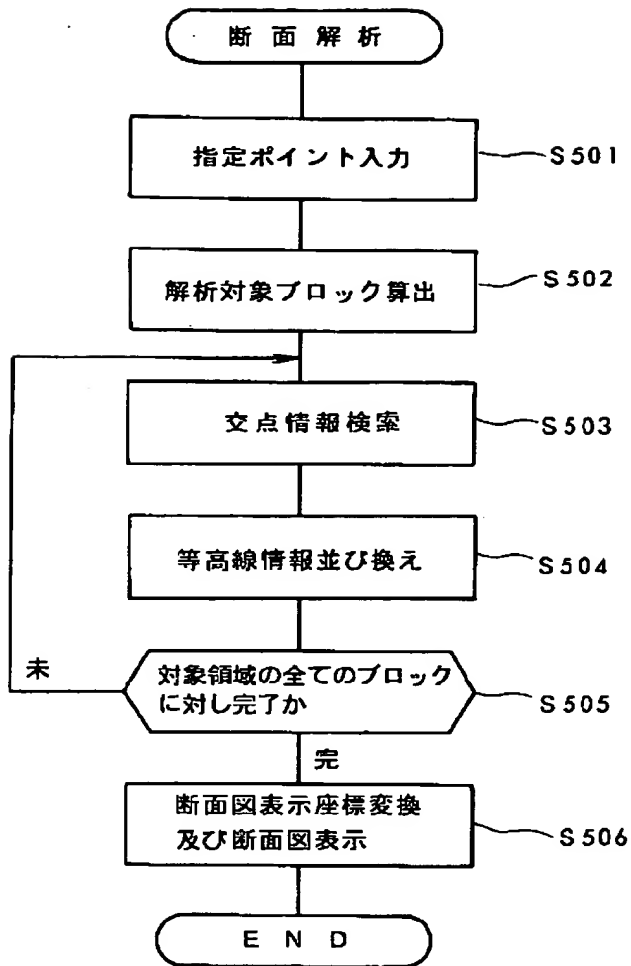 断面解析
指定ポイント入力
S501
解析対象ブロック算出
S502
交点情報検索
S503
等高線情報並び換え
S504
未
対象領域の全てのブロック
に対し完了か
S505
完
断面図表示座標変換
及び断面図表示
S506
END